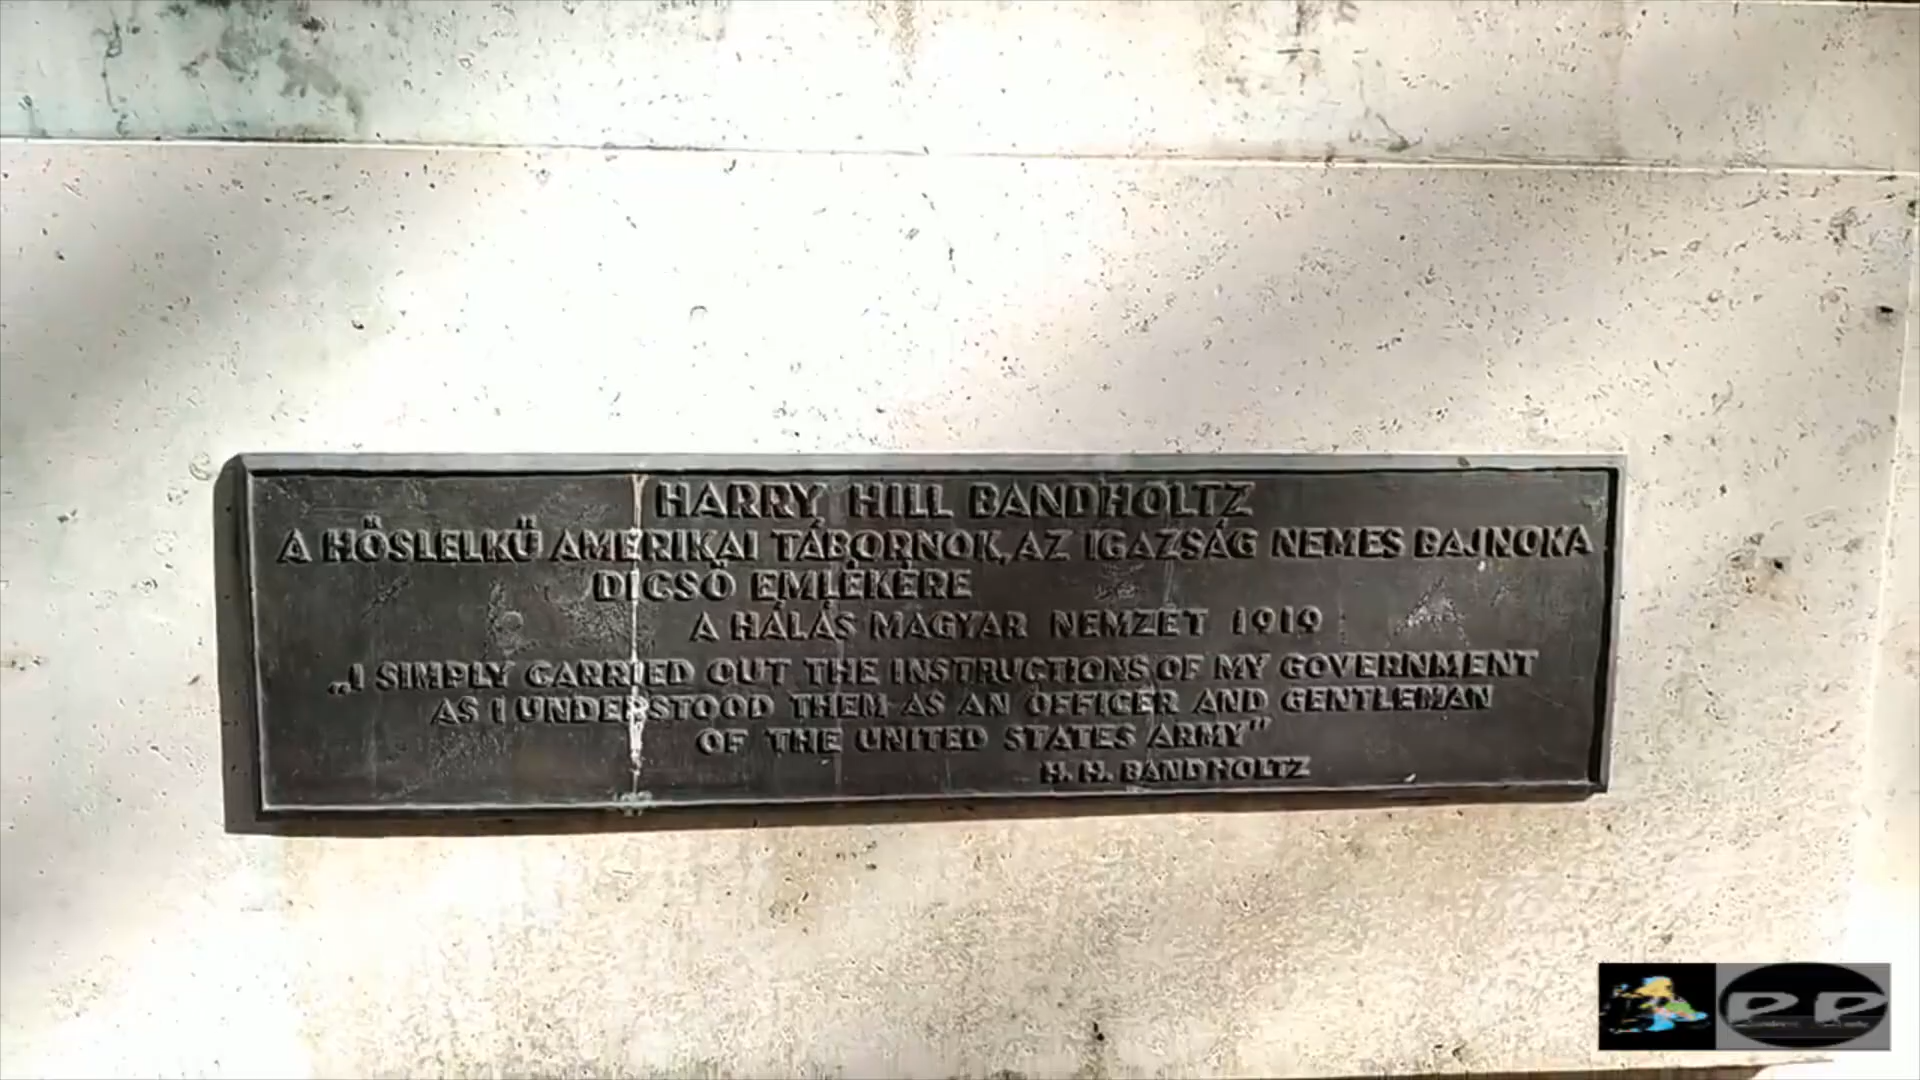 HARRY HILL BANDHOLTZ
A HŐSLELKŰ AMERIKAI TÁBORNOK, AZ IGAZSÁG NEMES BAJNOKA
DICSŐ EMLÉKÉRE
A HÁLÁS MAGYAR NEMZET 1919
„I SIMPLY CARRIED OUT THE INSTRUCTIONS OF MY GOVERNMENT
AS I UNDERSTOOD THEM AS AN OFFICER AND GENTLEMAN
OF THE UNITED STATES ARMY"
H. H. BANDHOLTZ
PP